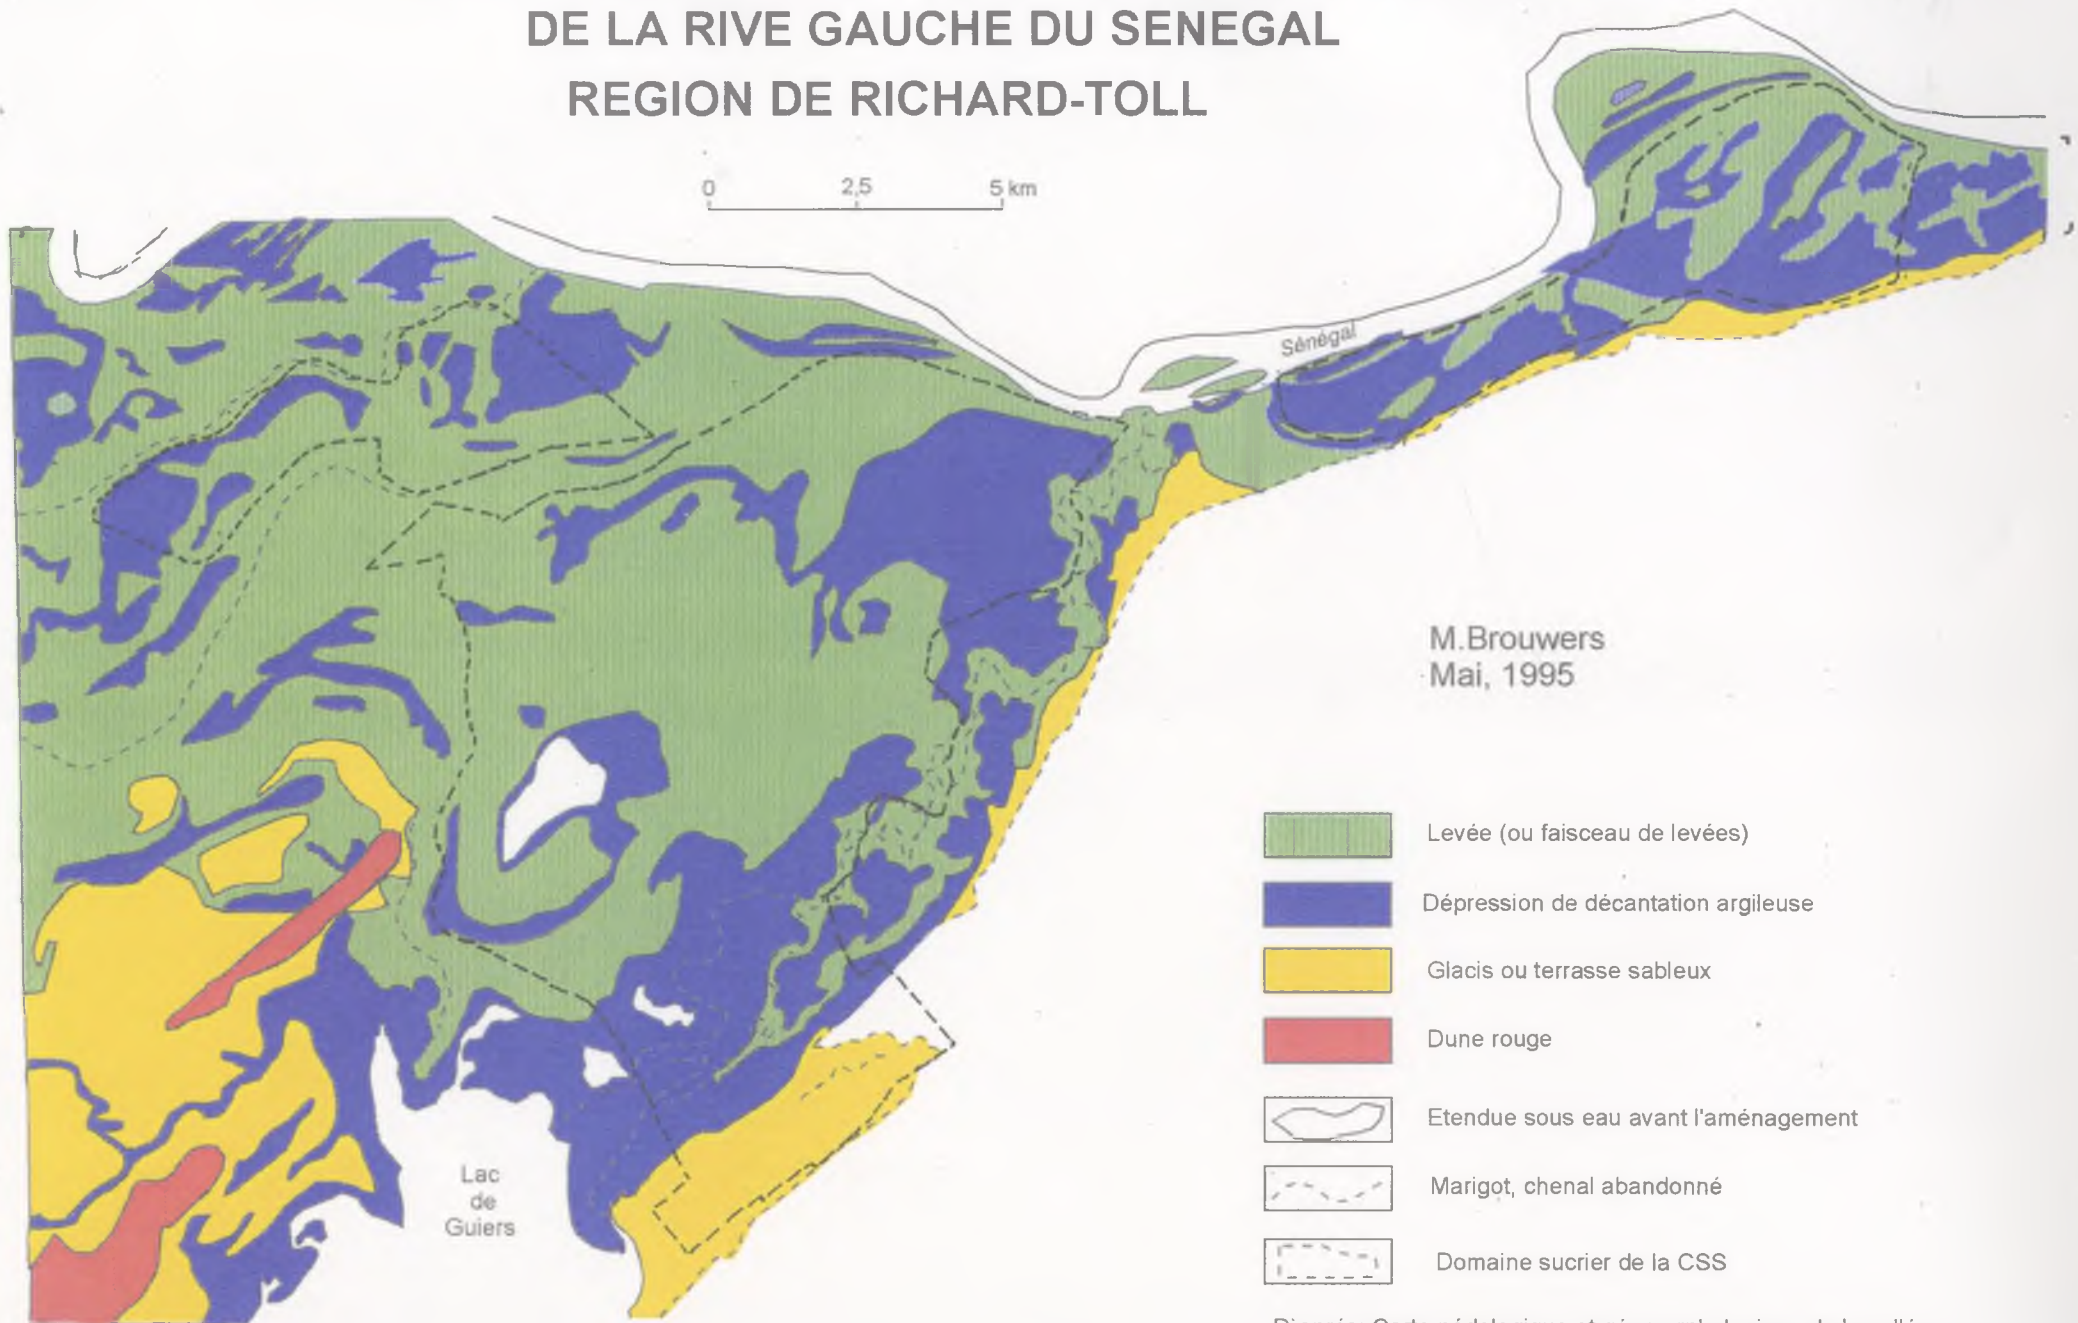 DE LA RIVE GAUCHE DU SENEGAL
REGION DE RICHARD-TOLL
0 2,5 5 km
Sénégal
M.Brouwers
Mai, 1995
Levée (ou faisceau de levées)
Dépression de décantation argileuse
Glacis ou terrasse sableux
Dune rouge
Etendue sous eau avant l'aménagement
Marigot, chenal abandonné
Domaine sucrier de la CSS
Lac
de
Guiers